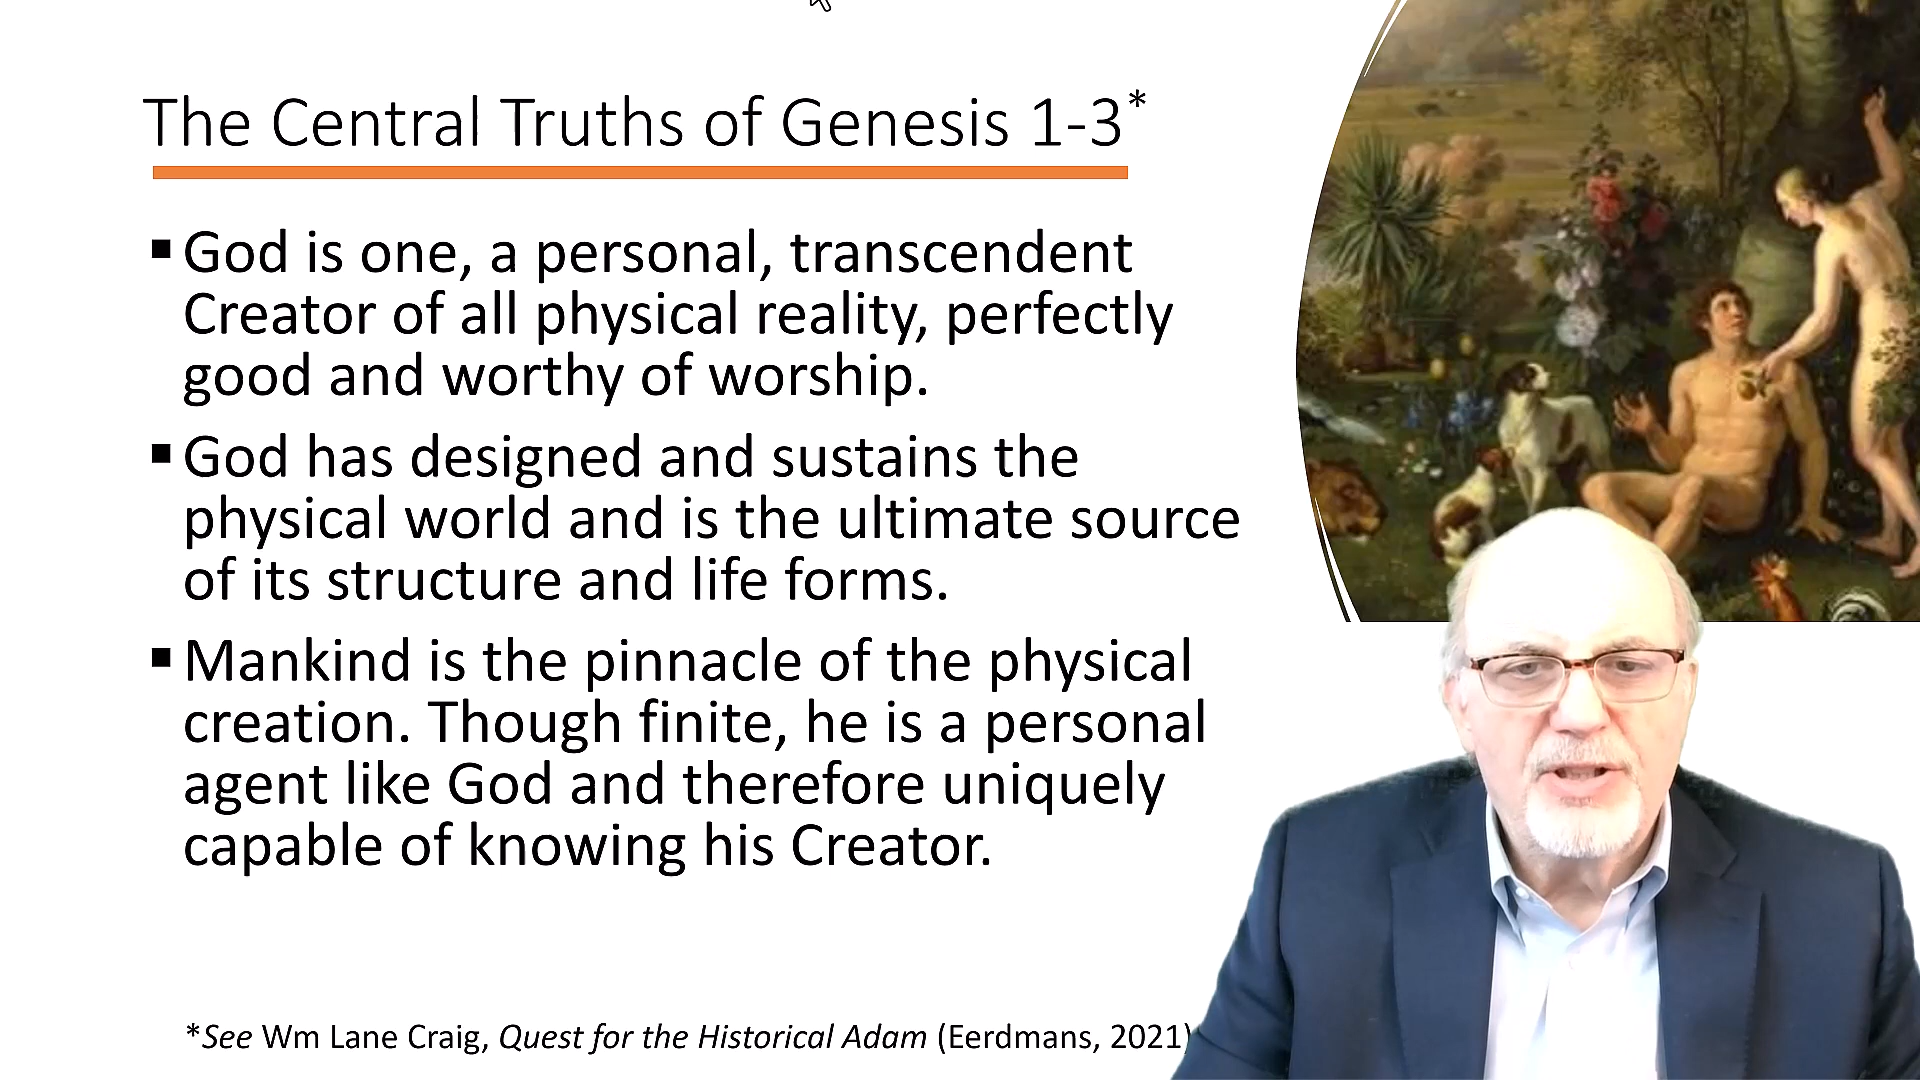 The Central Truths of Genesis 1-3*
▪ God is one, a personal, transcendent
Creator of all physical reality, perfectly
good and worthy of worship.
▪ God has designed and sustains the
physical world and is the ultimate source
of its structure and life forms.
▪ Mankind is the pinnacle of the physical
creation. Though finite, he is a personal
agent like God and therefore uniquely
capable of knowing his Creator.
*See Wm Lane Craig, Quest for the Historical Adam (Eerdmans, 2021)